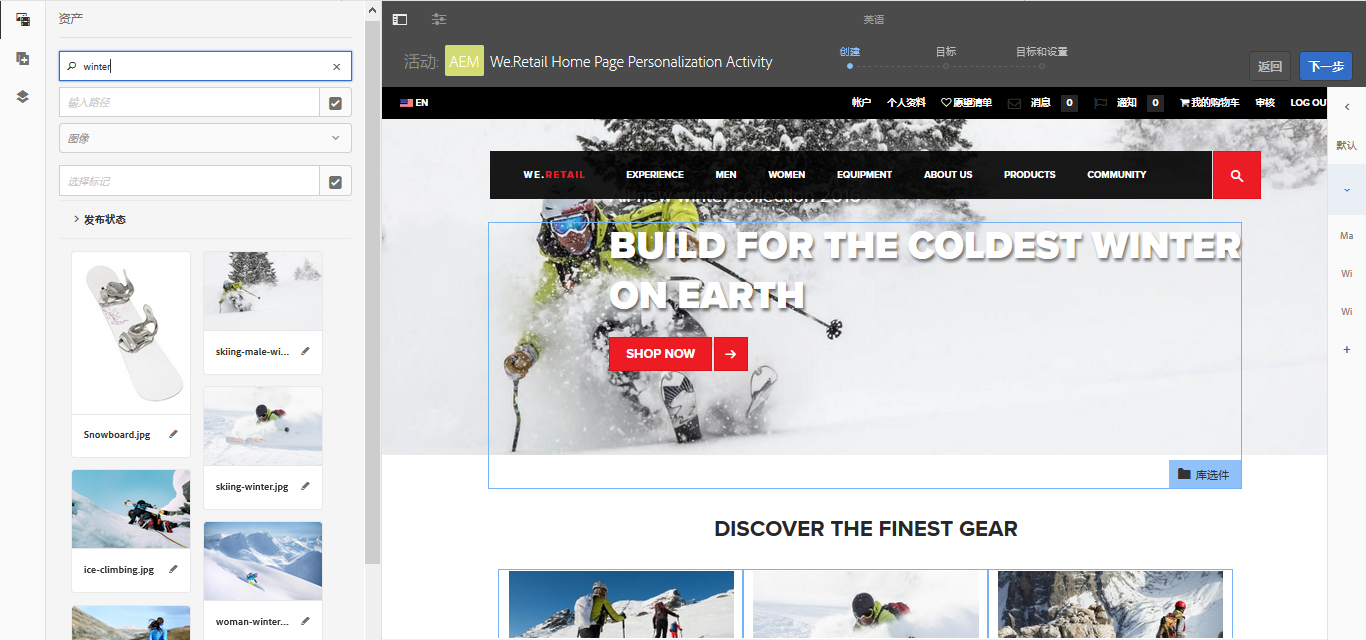 资产
winter
输入路径
图像
选择标记
发布状态
Snowboard.jpg
skiing-male-wi...
skiing-winter.jpg
ice-climbing.jpg
woman-winter...
英语
活动: AEM We.Retail Home Page Personalization Activity
创建
目标
目标和设置
返回
下一步
EN
帐户
个人资料
愿望清单
消息 0
通知 0
我的购物车
审核
LOG OU
WE.RETAIL
EXPERIENCE
MEN
WOMEN
EQUIPMENT
ABOUT US
PRODUCTS
COMMUNITY
BUILD FOR THE COLDEST WINTER
ON EARTH
SHOP NOW
库选件
DISCOVER THE FINEST GEAR
默认
Ma
Wi
Wi